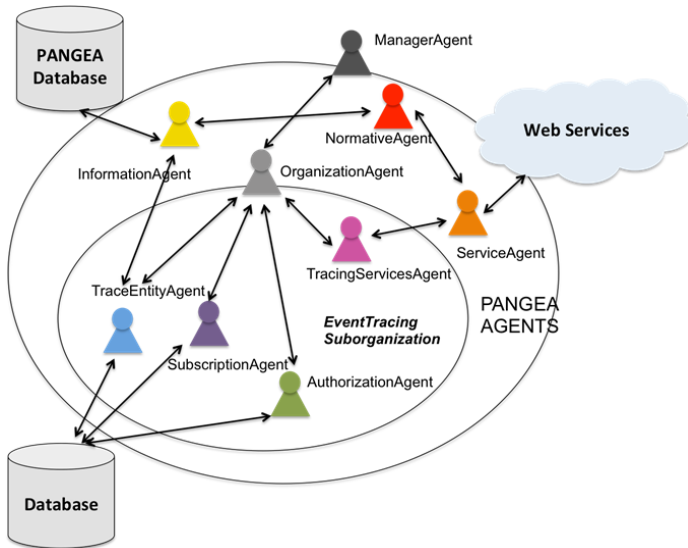 PANGEA
Database
ManagerAgent
Web Services
NormativeAgent
InformationAgent
OrganizationAgent
ServiceAgent
TracingServicesAgent
TraceEntityAgent
PANGEA
AGENTS
EventTracing
Suborganization
SubscriptionAgent
AuthorizationAgent
Database